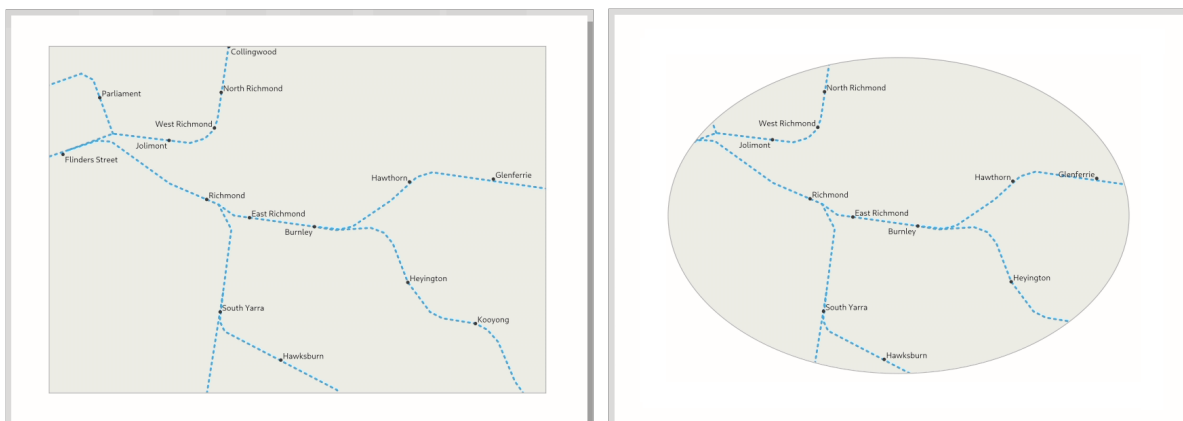 Collingwood
Parliament
North Richmond
West Richmond
Jolimont
Flinders Street
Glenferrie
Hawthorn
Richmond
East Richmond
Burnley
Heyington
South Yarra
Kooyong
Hawksburn
North Richmond
West Richmond
Jolimont
Glenferrie
Hawthorn
Richmond
East Richmond
Burnley
Heyington
South Yarra
Hawksburn